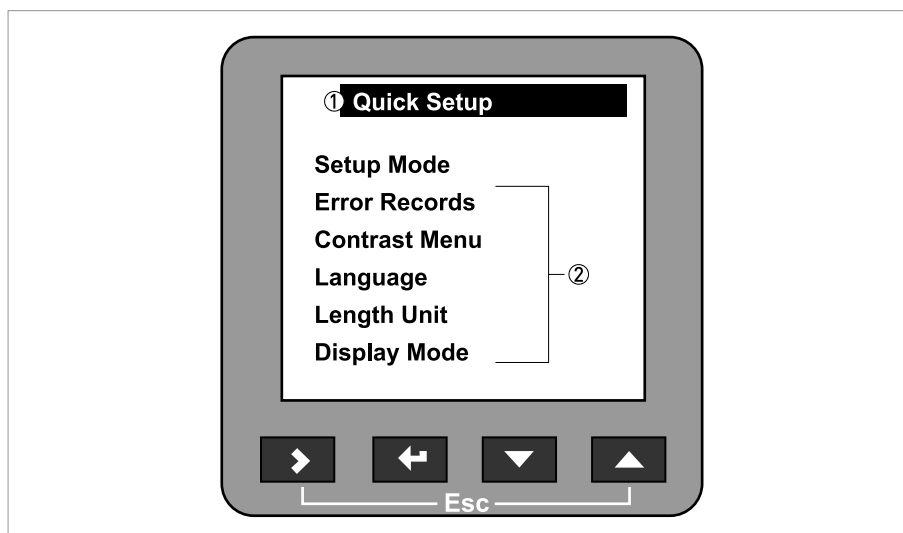 ① Quick Setup
Setup Mode
Error Records
Contrast Menu
Language
②
Length Unit
Display Mode
Esc